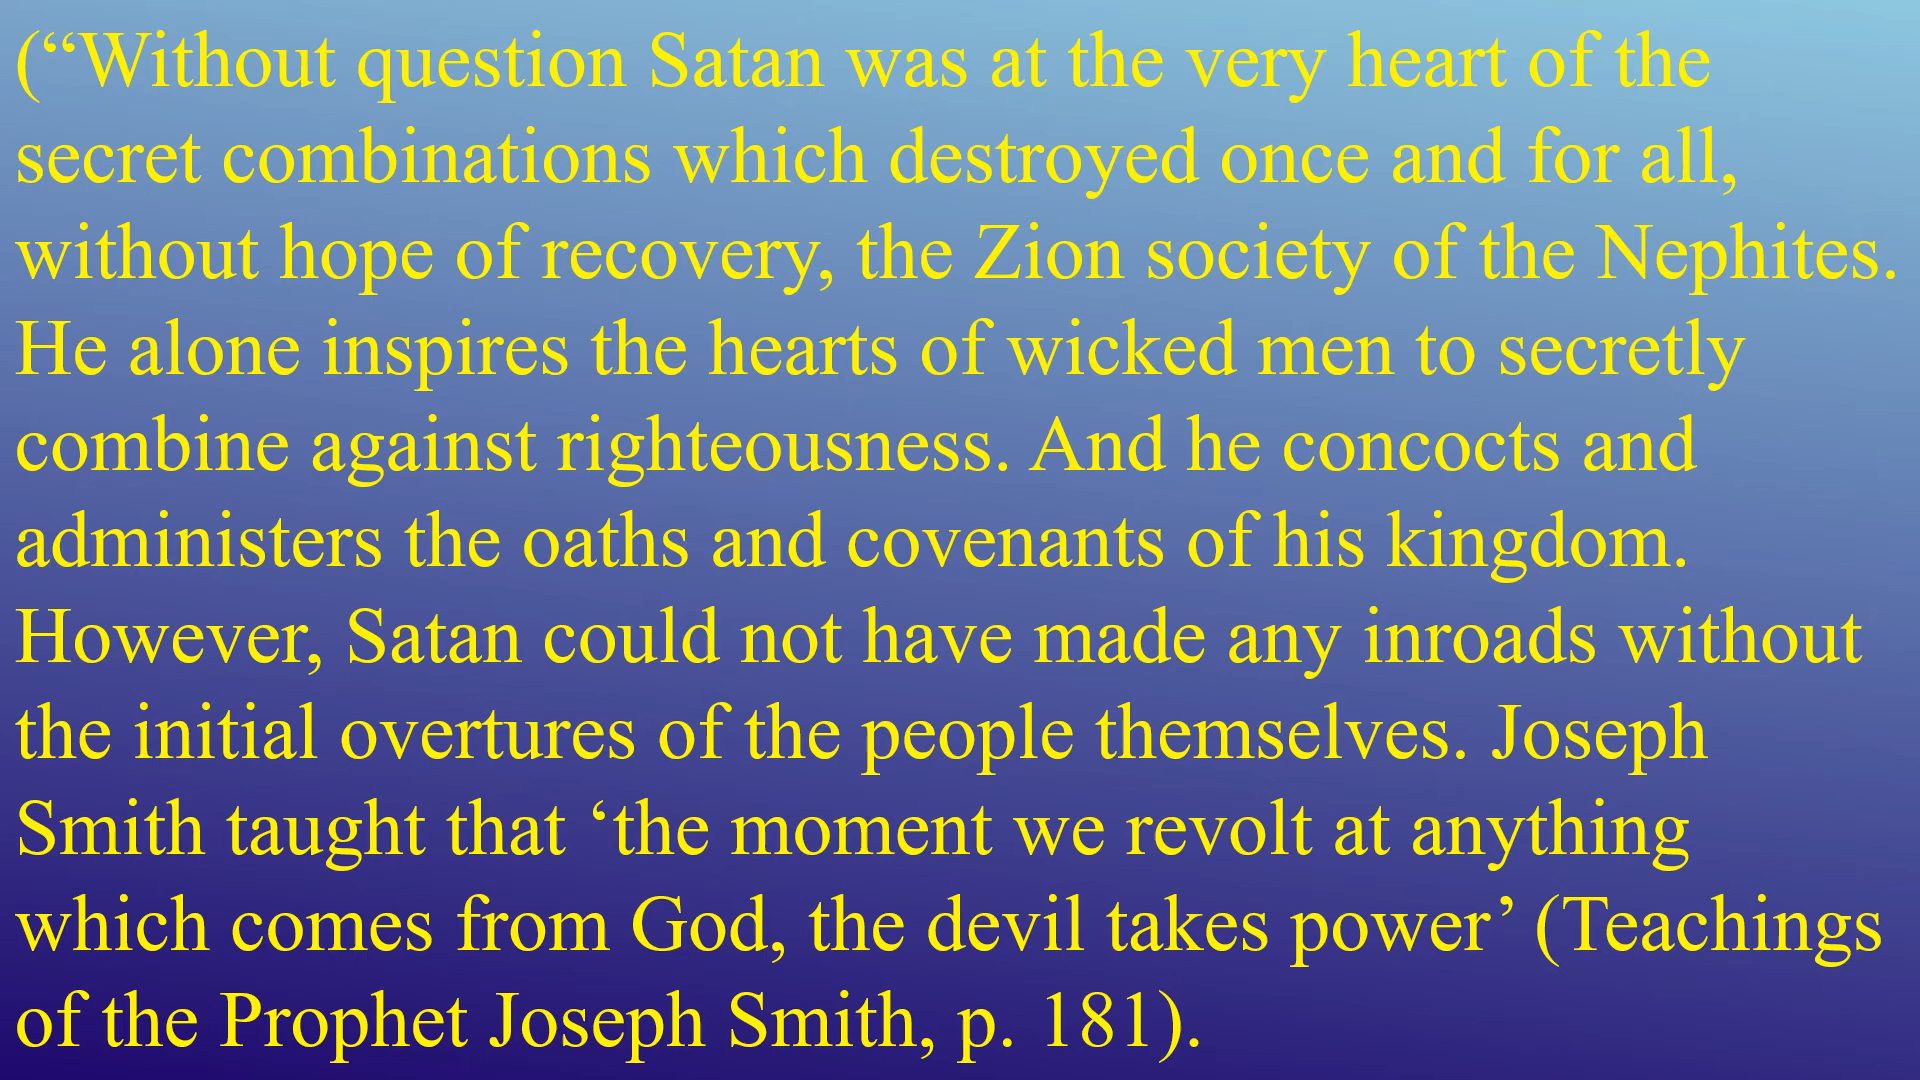 (“Without question Satan was at the very heart of the
secret combinations which destroyed once and for all,
without hope of recovery, the Zion society of the Nephites.
He alone inspires the hearts of wicked men to secretly
combine against righteousness. And he concocts and
administers the oaths and covenants of his kingdom.
However, Satan could not have made any inroads without
the initial overtures of the people themselves. Joseph
Smith taught that ‘the moment we revolt at anything
which comes from God, the devil takes power’ (Teachings
of the Prophet Joseph Smith, p. 181).